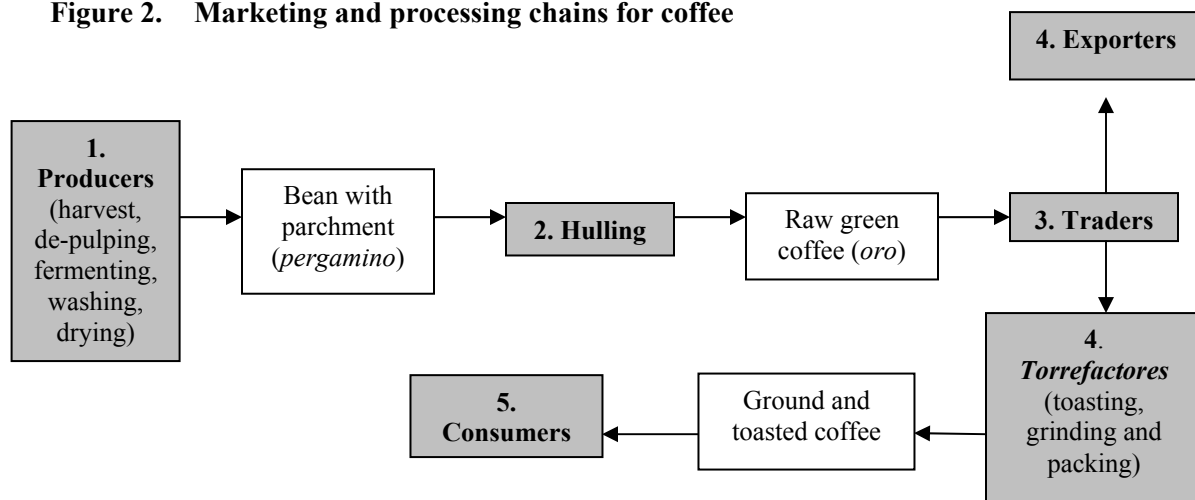 Figure 2. Marketing and processing chains for coffee
4. Exporters
1.
Producers
(harvest,
de-pulping,
fermenting,
washing,
drying)
Bean with
parchment
(pergamino)
2. Hulling
Raw green
coffee (oro)
3. Traders
4.
Torrefactores
(toasting,
grinding and
packing)
Ground and
toasted coffee
5.
Consumers